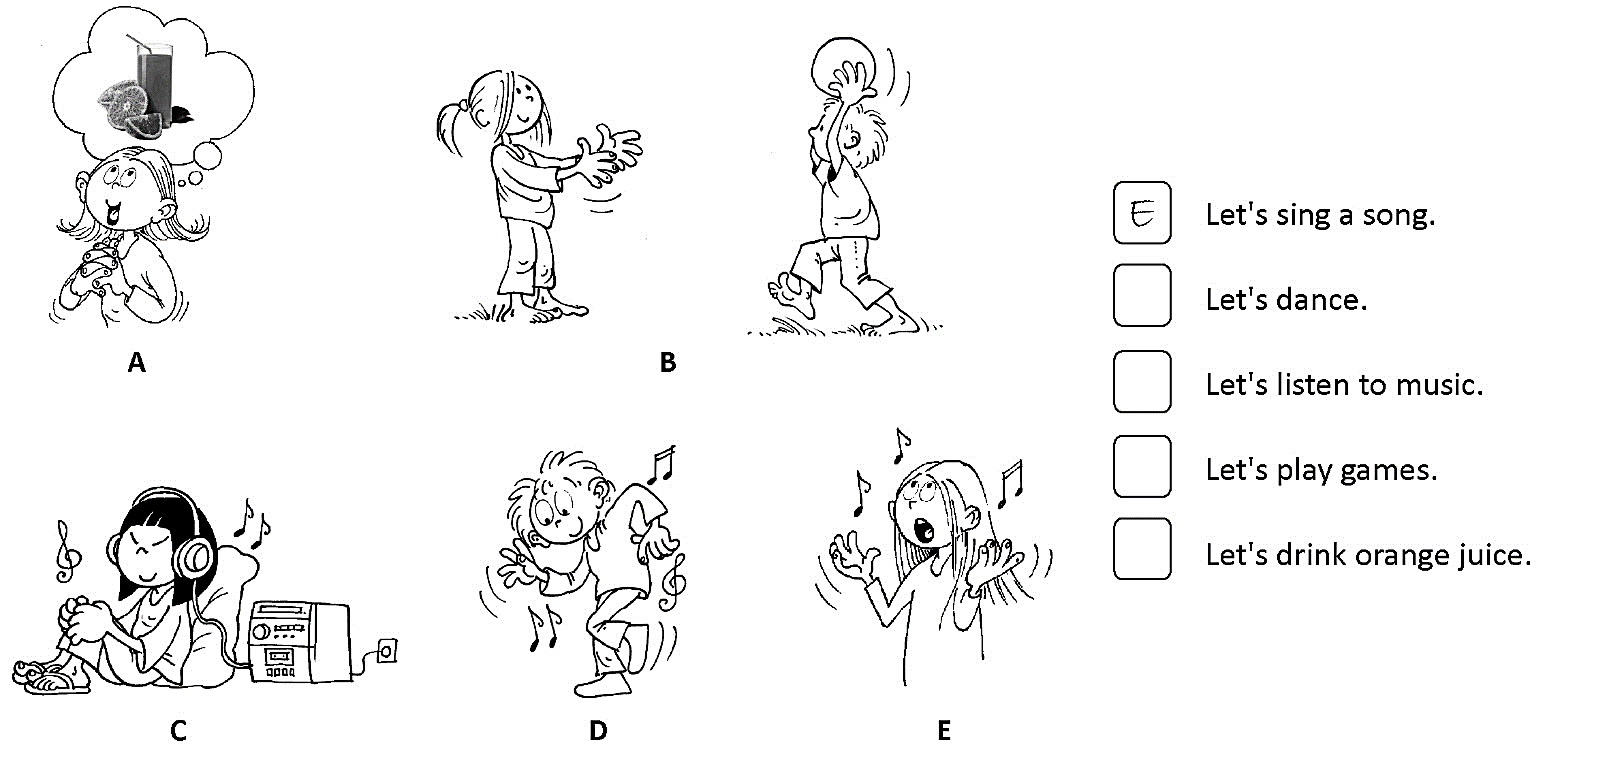 A
B
C
D
E
E Let's sing a song.
Let's dance.
Let's listen to music.
Let's play games.
Let's drink orange juice.